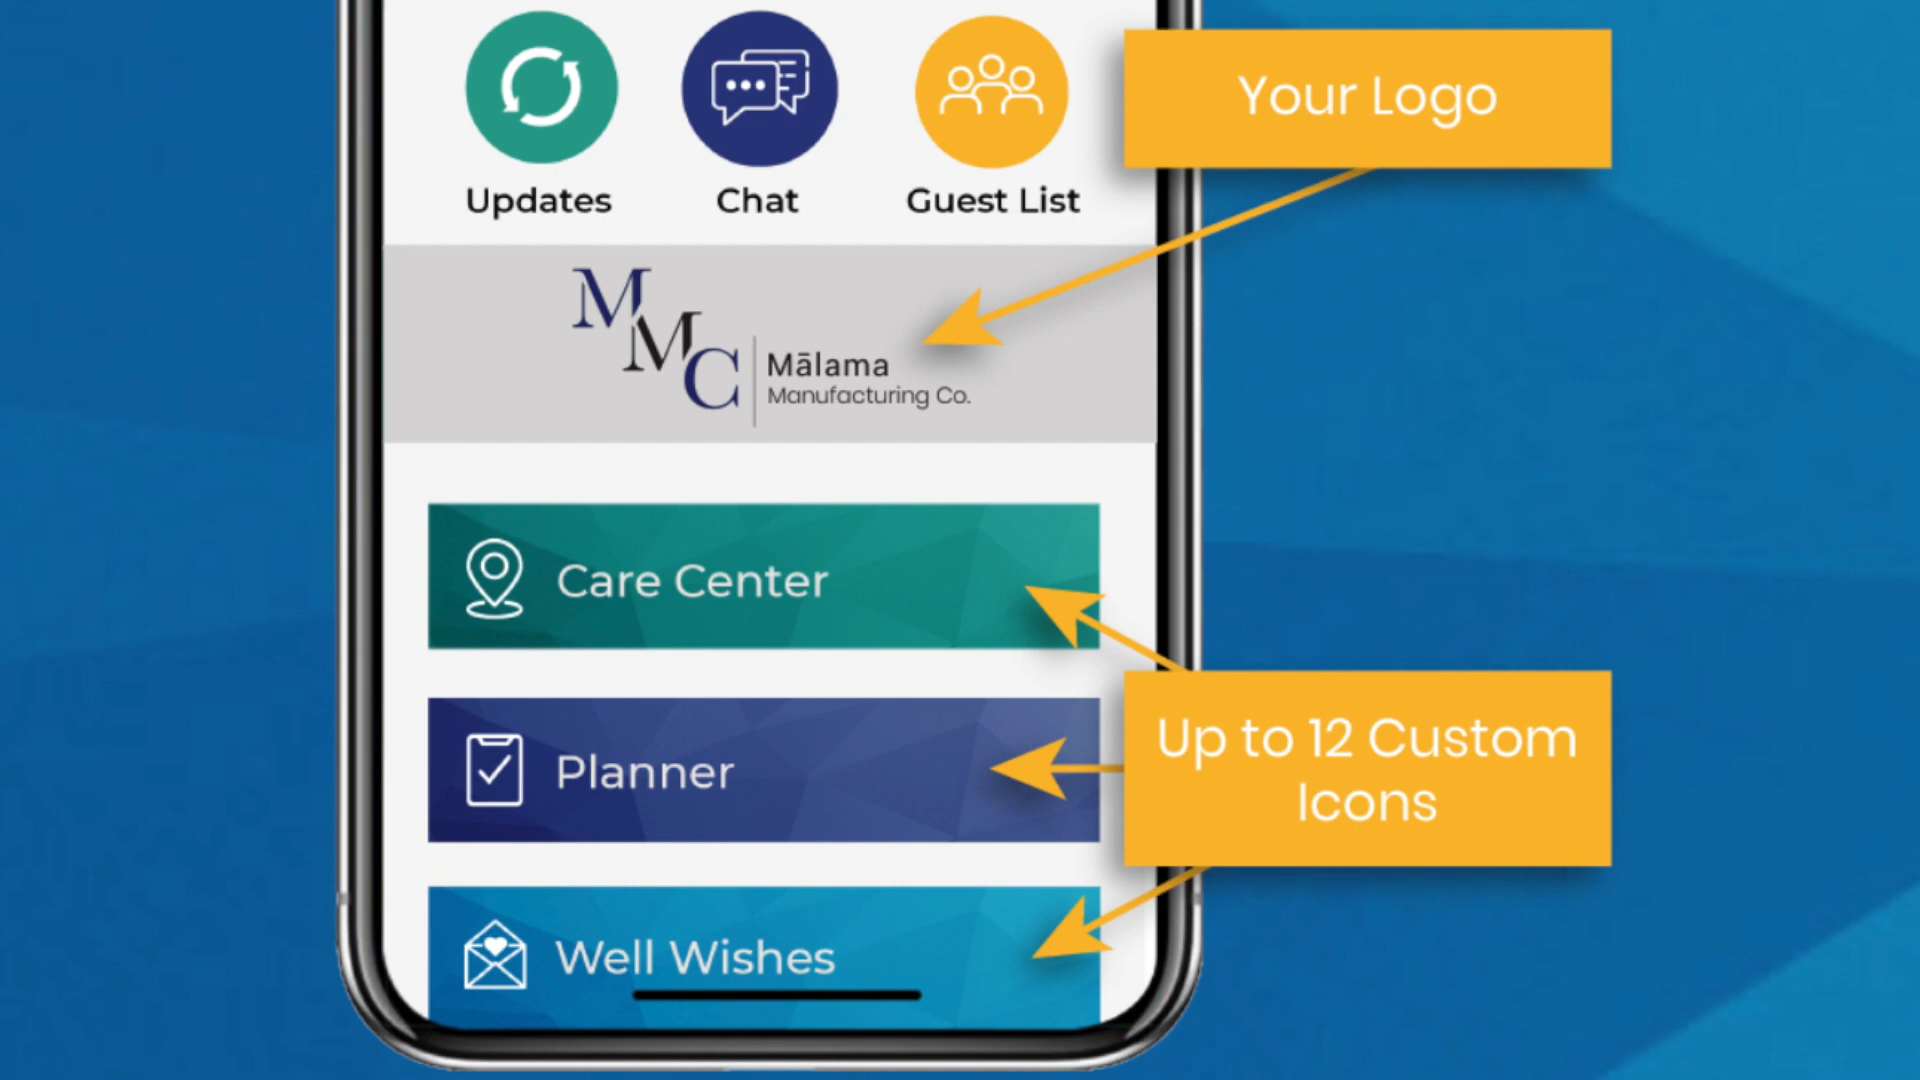 Your Logo
Updates
Chat
Guest List
MMC
Mālama
Manufacturing Co.
Care Center
Planner
Up to 12 Custom
Icons
Well Wishes